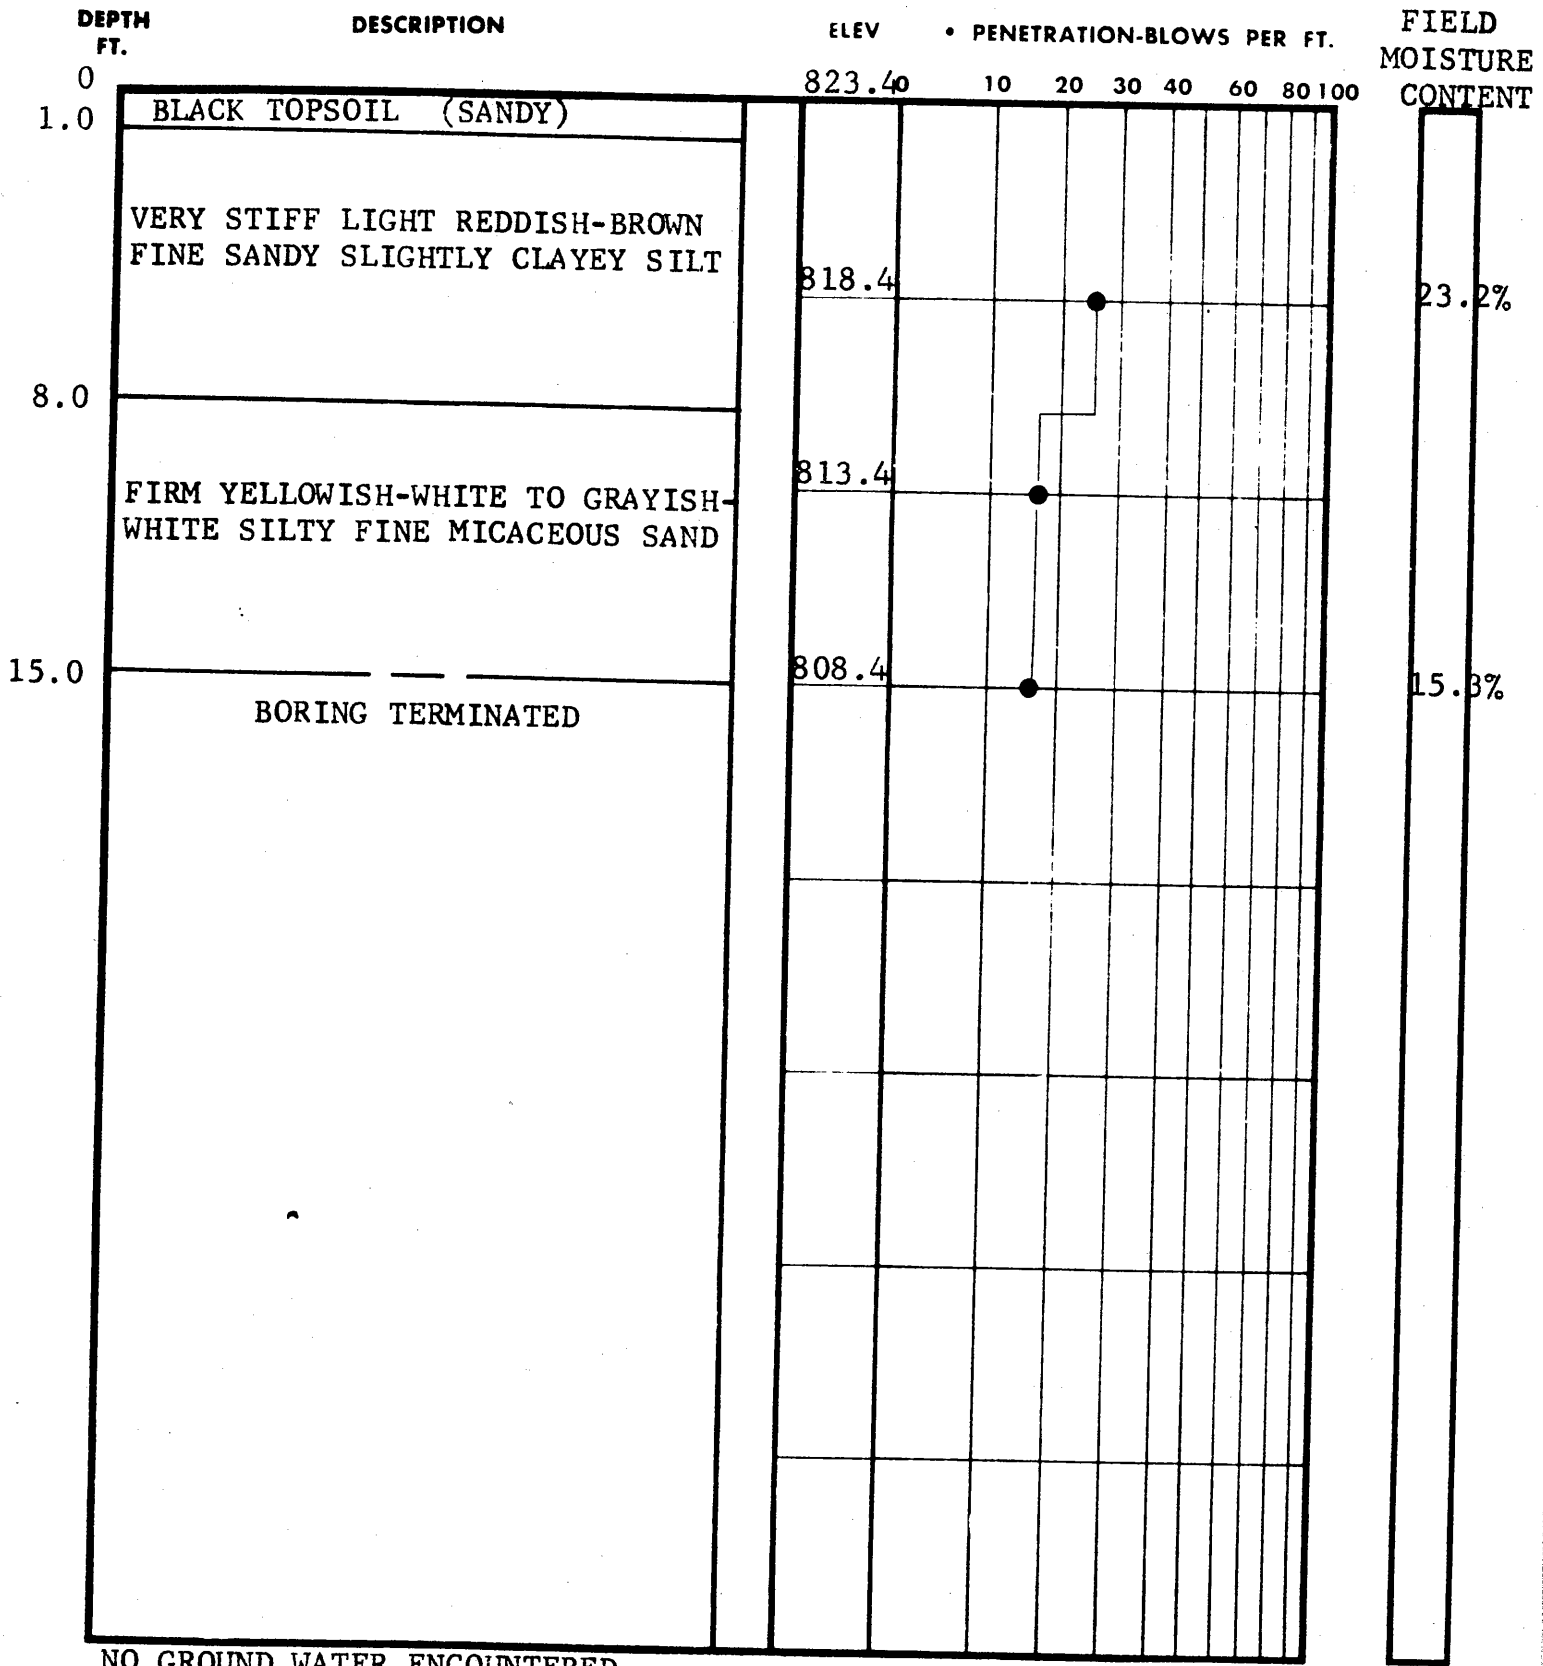 DEPTH FT. DESCRIPTION ELEV • PENETRATION-BLOWS PER FT. FIELD MOISTURE CONTENT
0 823.4 0 10 20 30 40 60 80 100
1.0 BLACK TOPSOIL (SANDY)
VERY STIFF LIGHT REDDISH-BROWN
FINE SANDY SLIGHTLY CLAYEY SILT
818.4 23.2%
8.0
813.4
FIRM YELLOWISH-WHITE TO GRAYISH-
WHITE SILTY FINE MICACEOUS SAND
15.0 808.4 15.3%
BORING TERMINATED
NO GROUND WATER ENCOUNTERED